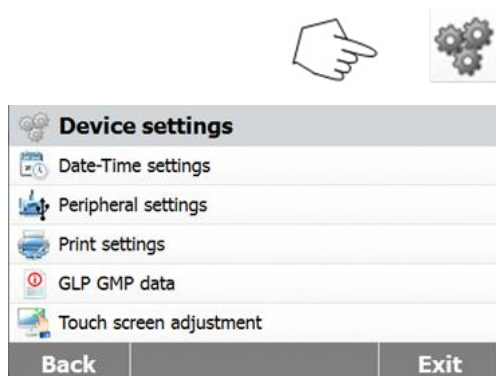 Device settings
Date-Time settings
Peripheral settings
Print settings
GLP GMP data
Touch screen adjustment
Back Exit